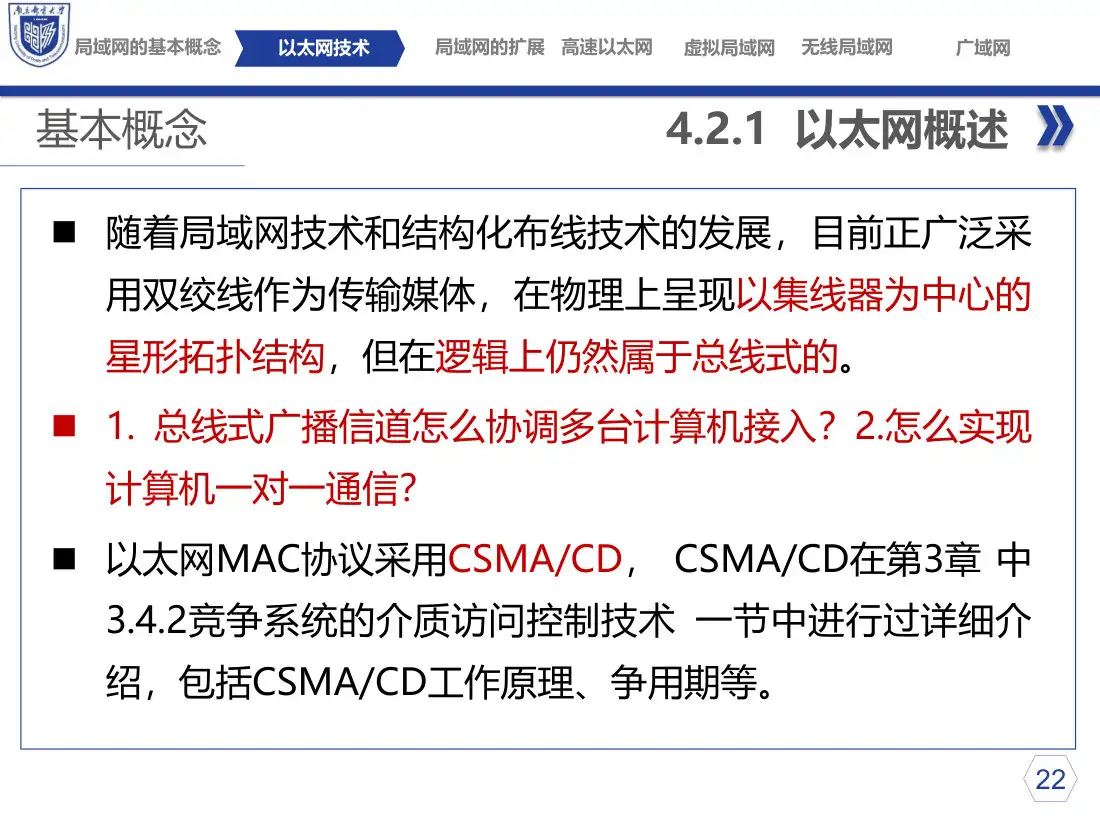 南京邮电大学
局域网的基本概念 以太网技术 局域网的扩展 高速以太网 虚拟局域网 无线局域网 广域网
基本概念
4.2.1 以太网概述
随着局域网技术和结构化布线技术的发展，目前正广泛采
用双绞线作为传输媒体，在物理上呈现以集线器为中心的
星形拓扑结构，但在逻辑上仍然属于总线式的。
1. 总线式广播信道怎么协调多台计算机接入？2.怎么实现
计算机一对一通信？
以太网MAC协议采用CSMA/CD， CSMA/CD在第3章 中
3.4.2竞争系统的介质访问控制技术 一节中进行过详细介
绍，包括CSMA/CD工作原理、争用期等。
22